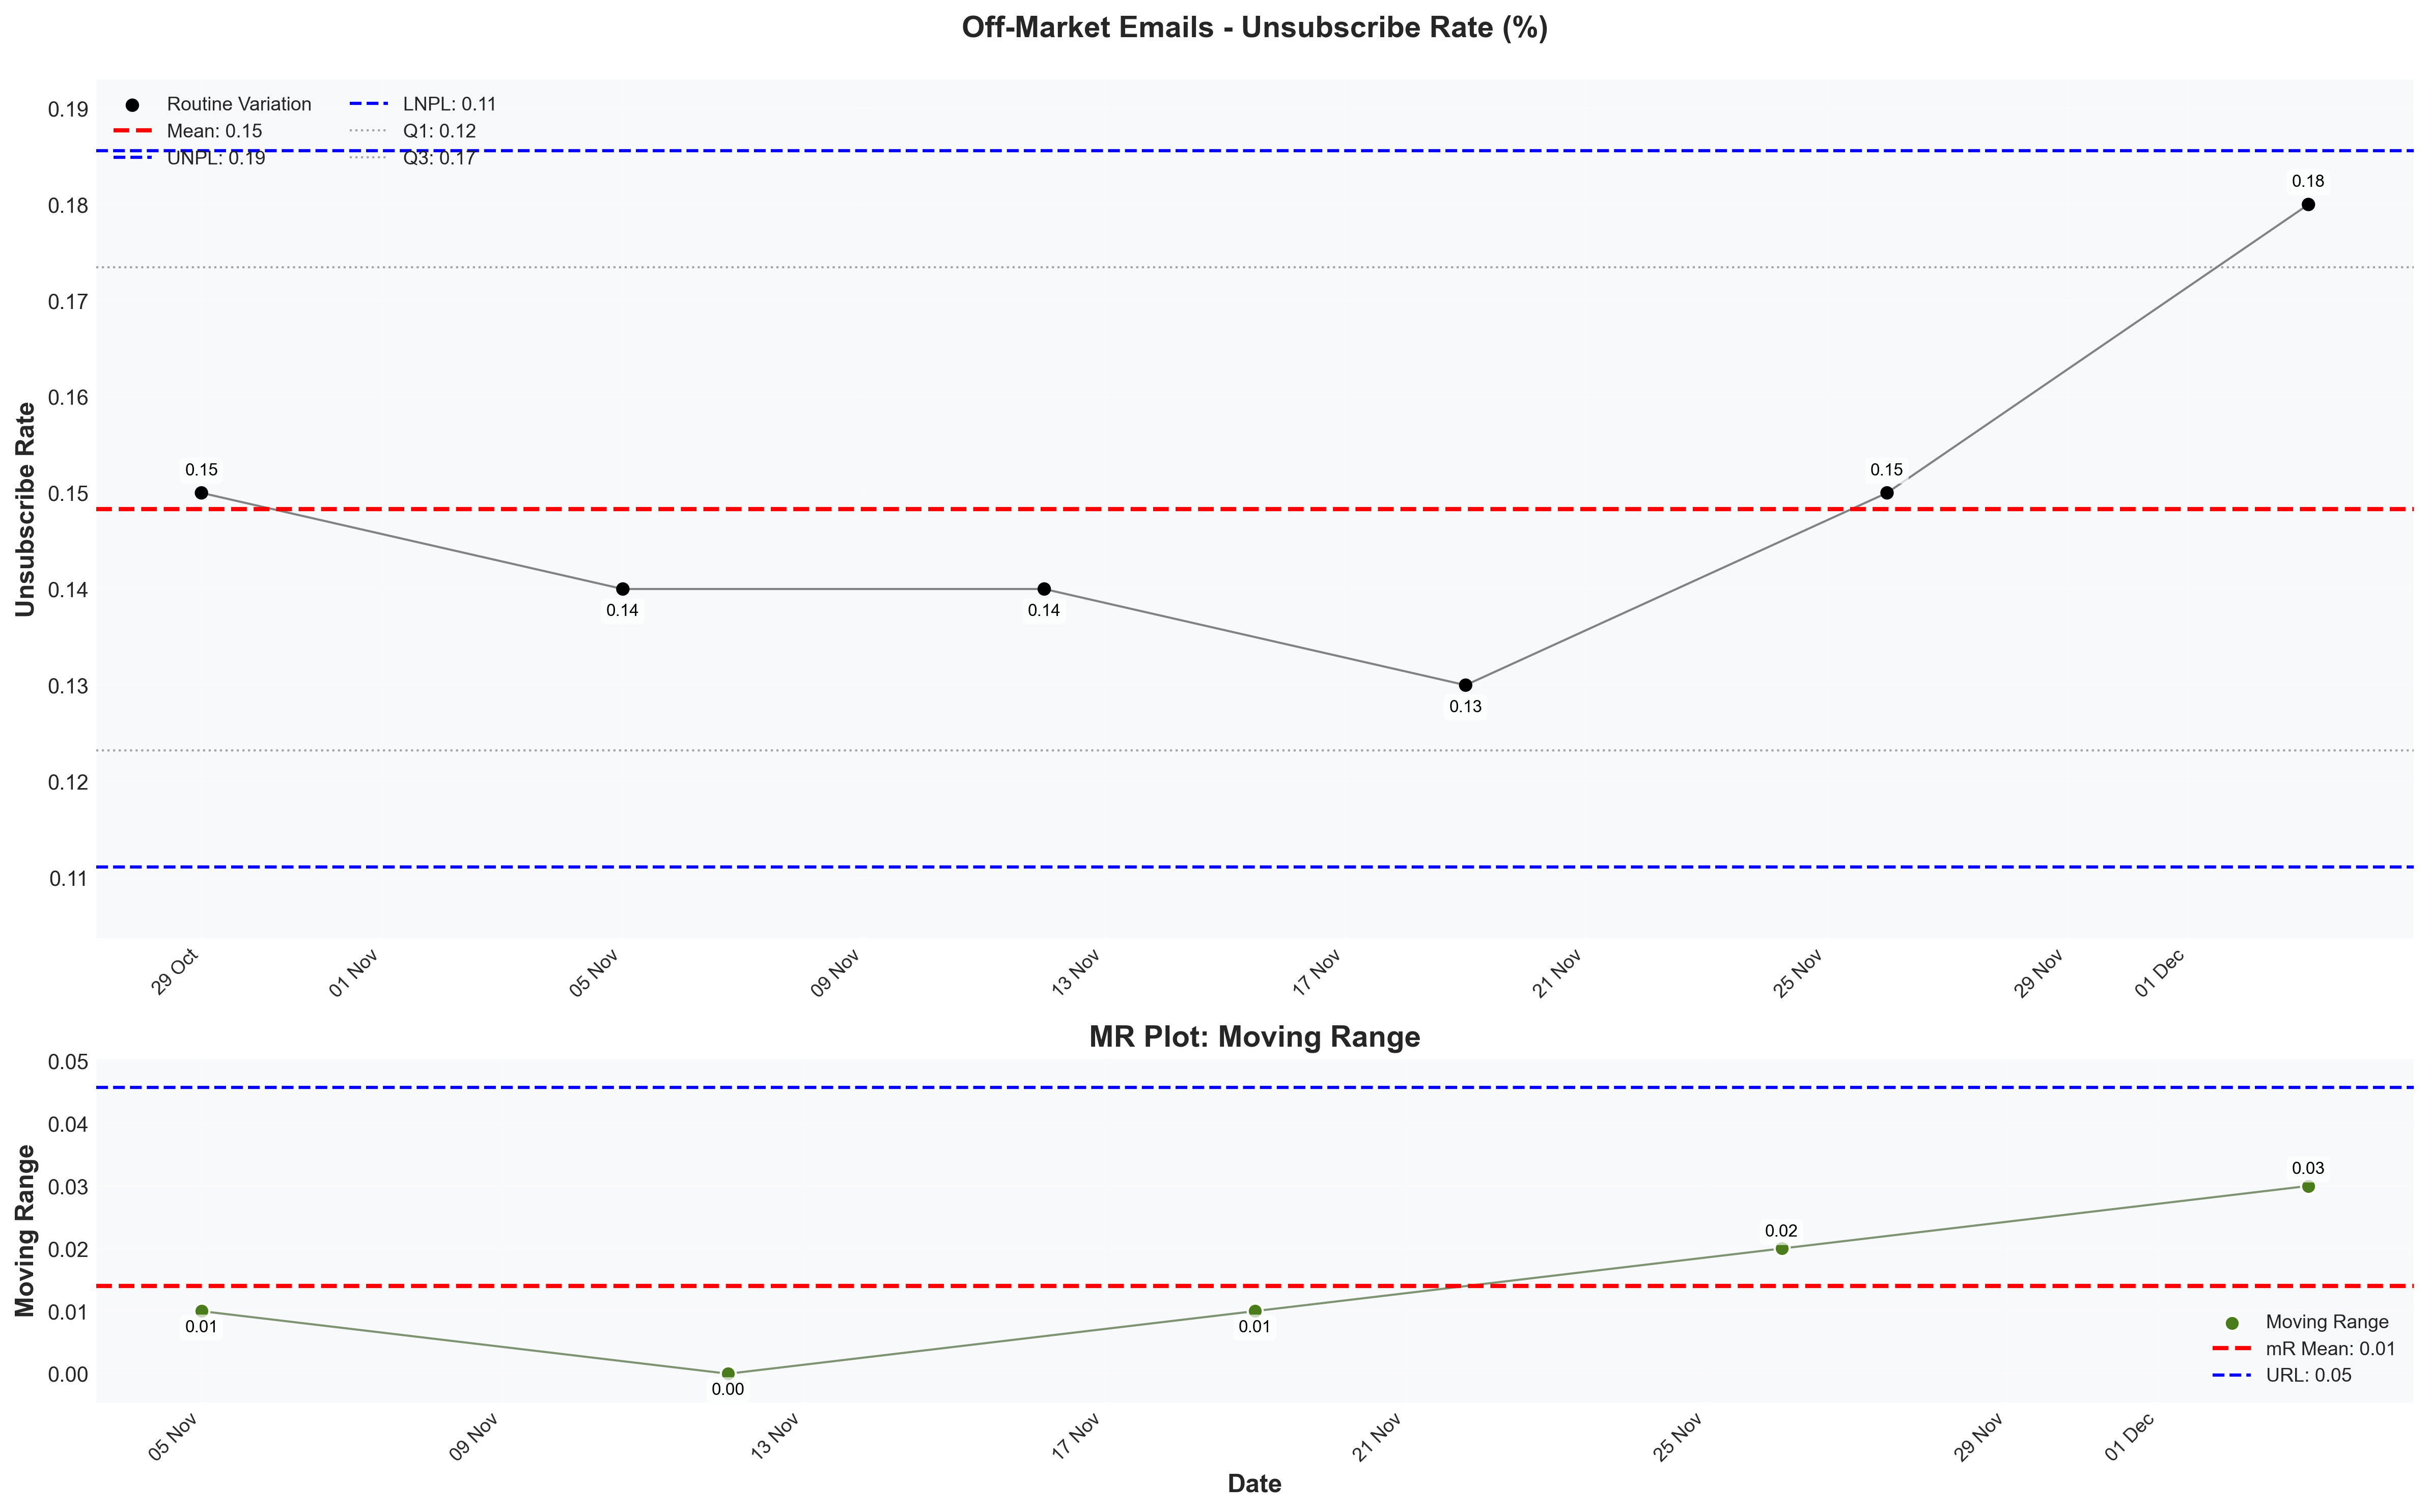 Off-Market Emails - Unsubscribe Rate (%)
Routine Variation
Mean: 0.15
UNPL: 0.19
LNPL: 0.11
Q1: 0.12
Q3: 0.17
Unsubscribe Rate
0.19
0.18
0.17
0.16
0.15
0.14
0.13
0.12
0.11
0.15
0.14
0.14
0.13
0.15
0.18
29 Oct
01 Nov
05 Nov
09 Nov
13 Nov
17 Nov
21 Nov
25 Nov
29 Nov
01 Dec
MR Plot: Moving Range
Moving Range
0.05
0.04
0.03
0.02
0.01
0.00
0.01
0.00
0.01
0.02
0.03
Moving Range
mR Mean: 0.01
URL: 0.05
05 Nov
09 Nov
13 Nov
17 Nov
21 Nov
25 Nov
29 Nov
01 Dec
Date